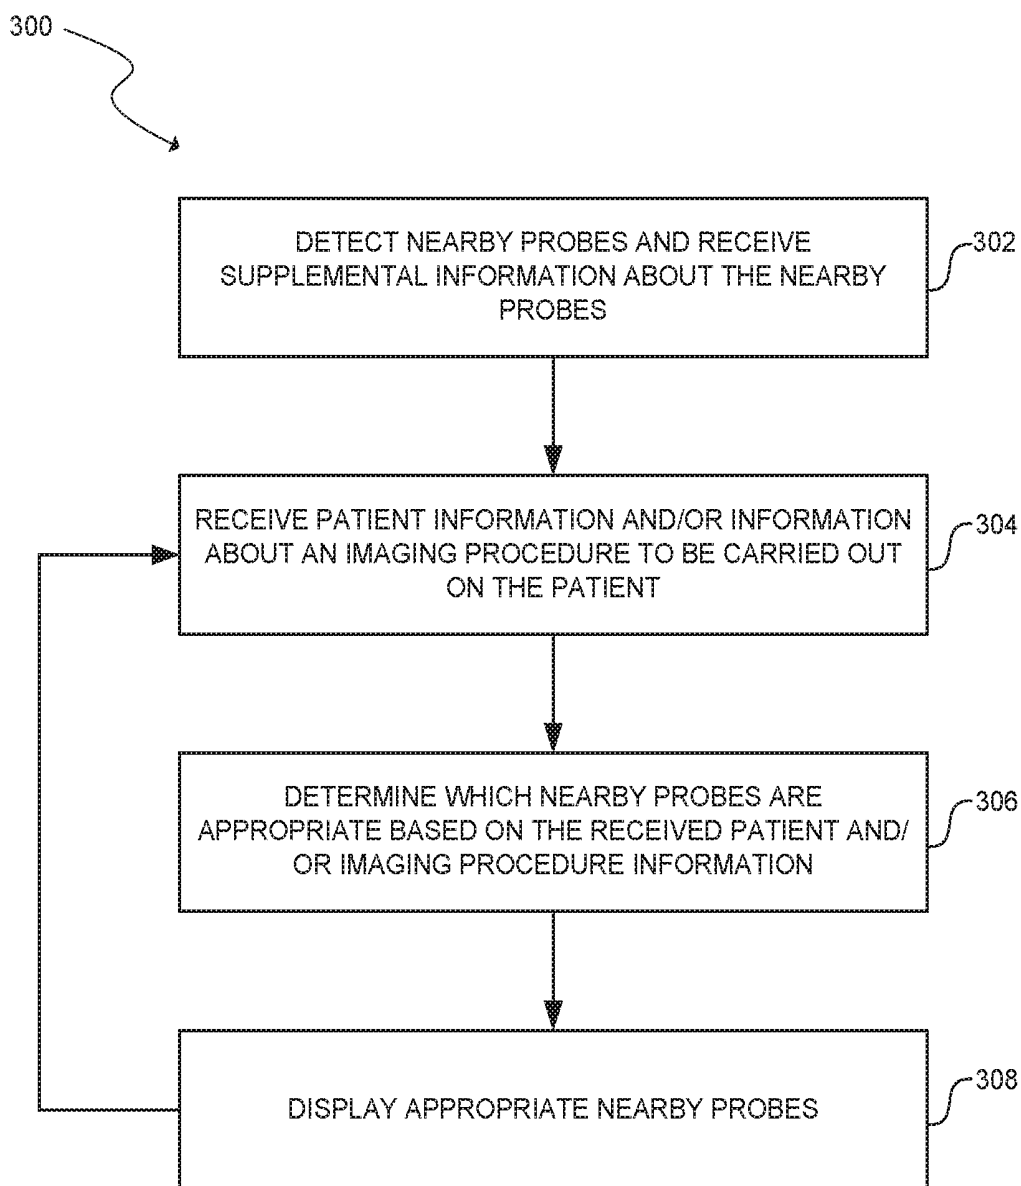 300
DETECT NEARBY PROBES AND RECEIVE
SUPPLEMENTAL INFORMATION ABOUT THE NEARBY
PROBES
302
RECEIVE PATIENT INFORMATION AND/OR INFORMATION
ABOUT AN IMAGING PROCEDURE TO BE CARRIED OUT
ON THE PATIENT
304
DETERMINE WHICH NEARBY PROBES ARE
APPROPRIATE BASED ON THE RECEIVED PATIENT AND/
OR IMAGING PROCEDURE INFORMATION
306
DISPLAY APPROPRIATE NEARBY PROBES
308